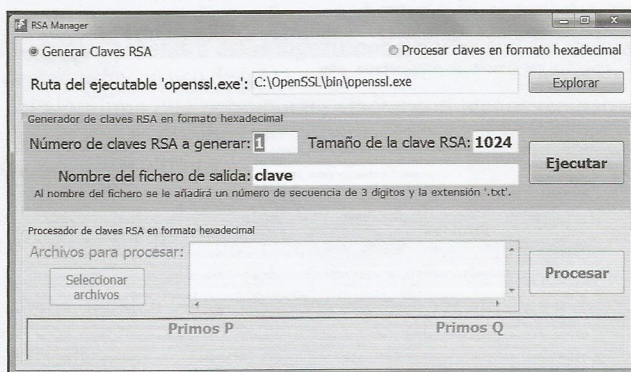 RSA Manager
Generar Claves RSA
Procesar claves en formato hexadecimal
Ruta del ejecutable 'openssl.exe': C:\OpenSSL\bin\openssl.exe
Explorar
Generador de claves RSA en formato hexadecimal
Número de claves RSA a generar: 1 Tamaño de la clave RSA: 1024
Ejecutar
Nombre del fichero de salida: clave
Al nombre del fichero se le añadirá un número de secuencia de 3 dígitos y la extensión '.txt'.
Procesador de claves RSA en formato hexadecimal
Archivos para procesar:
Seleccionar
archivos
Procesar
Primos P Primos Q